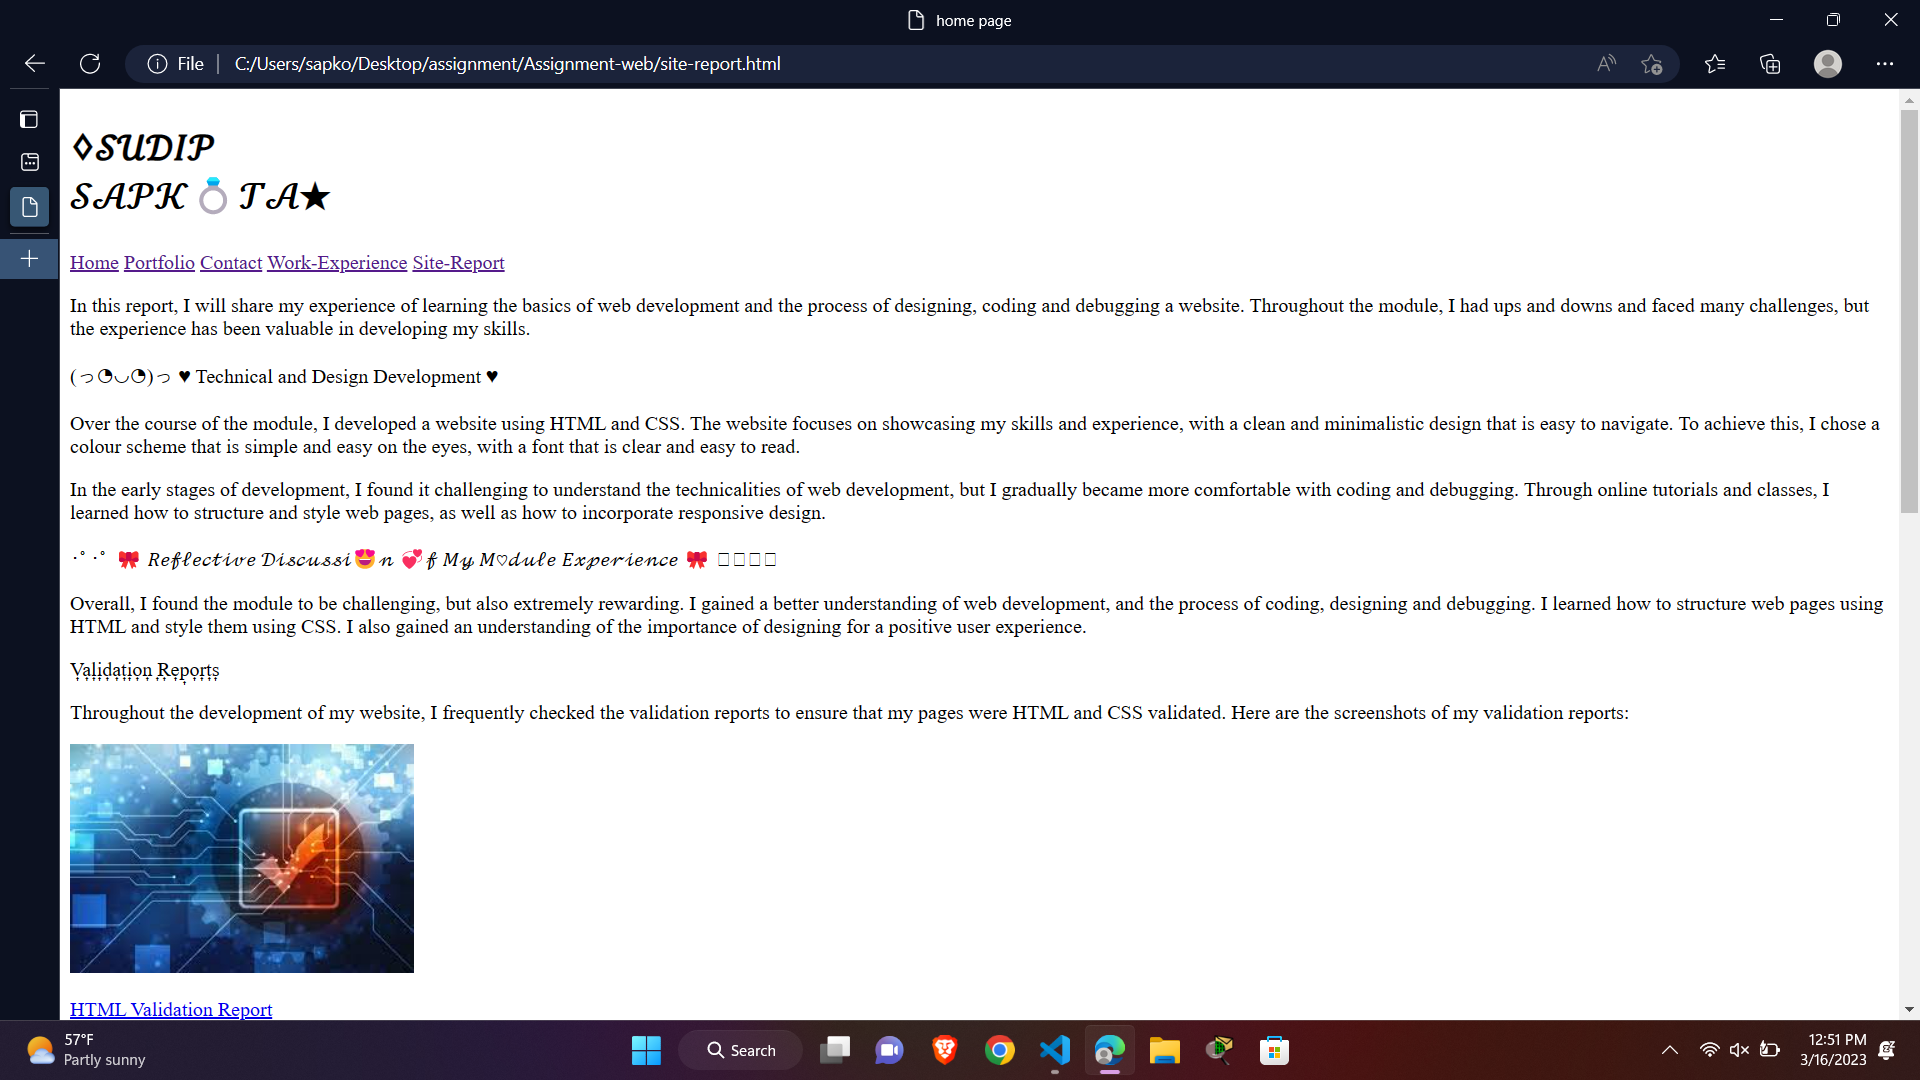 home page
File C:/Users/sapko/Desktop/assignment/Assignment-web/site-report.html
◊𝓢𝓤𝓓𝓘𝓟
𝓢𝓐𝓟𝓚💍𝓣𝓐★
Home Portfolio Contact Work-Experience Site-Report
In this report, I will share my experience of learning the basics of web development and the process of designing, coding and debugging a website. Throughout the module, I had ups and downs and faced many challenges, but
the experience has been valuable in developing my skills.
(っ◔◡◔)っ ♥ Technical and Design Development ♥
Over the course of the module, I developed a website using HTML and CSS. The website focuses on showcasing my skills and experience, with a clean and minimalistic design that is easy to navigate. To achieve this, I chose a
colour scheme that is simple and easy on the eyes, with a font that is clear and easy to read.
In the early stages of development, I found it challenging to understand the technicalities of web development, but I gradually became more comfortable with coding and debugging. Through online tutorials and classes, I
learned how to structure and style web pages, as well as how to incorporate responsive design.
･ﾟ･ﾟ 🎀 𝑅𝑒𝒻𝓁𝑒𝒸𝓉𝒾𝓋𝑒 𝒟𝒾𝓈𝒸𝓊𝓈𝓈𝒾😍𝓃 💞𝒻 𝑀𝓎 𝑀♡𝒹𝓊𝓁𝑒 𝐸𝓍𝓅𝑒𝓇𝒾𝑒𝓃𝒸𝑒 🎀
Overall, I found the module to be challenging, but also extremely rewarding. I gained a better understanding of web development, and the process of coding, designing and debugging. I learned how to structure web pages using
HTML and style them using CSS. I also gained an understanding of the importance of designing for a positive user experience.
V͎a͎l͎i͎d͎a͎t͎i͎o͎n͎ R͎e͎p͎o͎r͎t͎s͎
Throughout the development of my website, I frequently checked the validation reports to ensure that my pages were HTML and CSS validated. Here are the screenshots of my validation reports:
HTML Validation Report
57°F
Partly sunny
Search
12:51 PM
3/16/2023